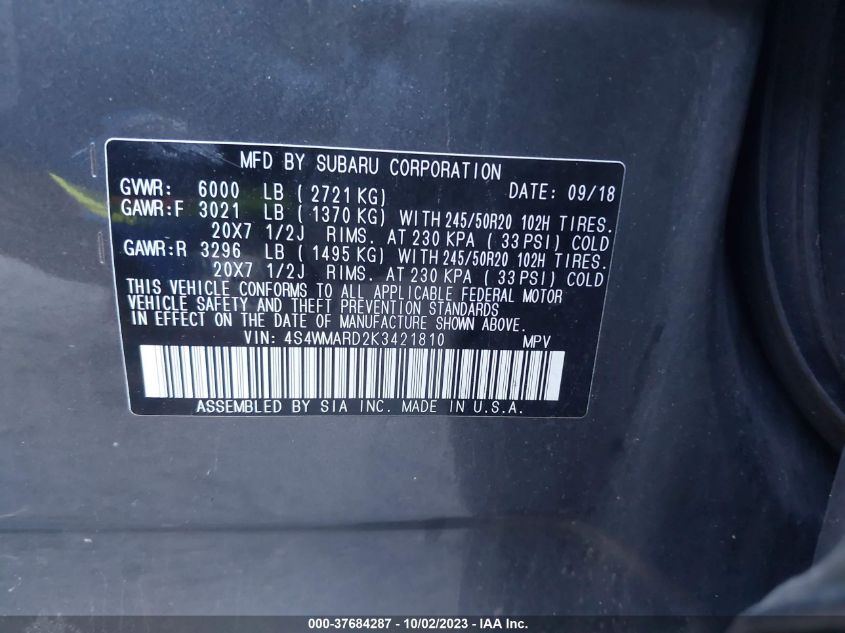 MFD BY SUBARU CORPORATION
GVWR: 6000 LB ( 2721 KG) DATE: 09/18
GAWR:F 3021 LB ( 1370 KG) WITH 245/50R20 102H TIRES.
20X7 1/2J RIMS. AT 230 KPA ( 33 PSI) COLD
GAWR:R 3296 LB ( 1495 KG) WITH 245/50R20 102H TIRES.
20X7 1/2J RIMS. AT 230 KPA ( 33 PSI) COLD
THIS VEHICLE CONFORMS TO ALL APPLICABLE FEDERAL MOTOR
VEHICLE SAFETY AND THEFT PREVENTION STANDARDS
IN EFFECT ON THE DATE OF MANUFACTURE SHOWN ABOVE.
VIN: 4S4WMARD2K3421810 MPV
ASSEMBLED BY SIA INC. MADE IN U.S.A.
000-37684287 - 10/02/2023 - IAA Inc.